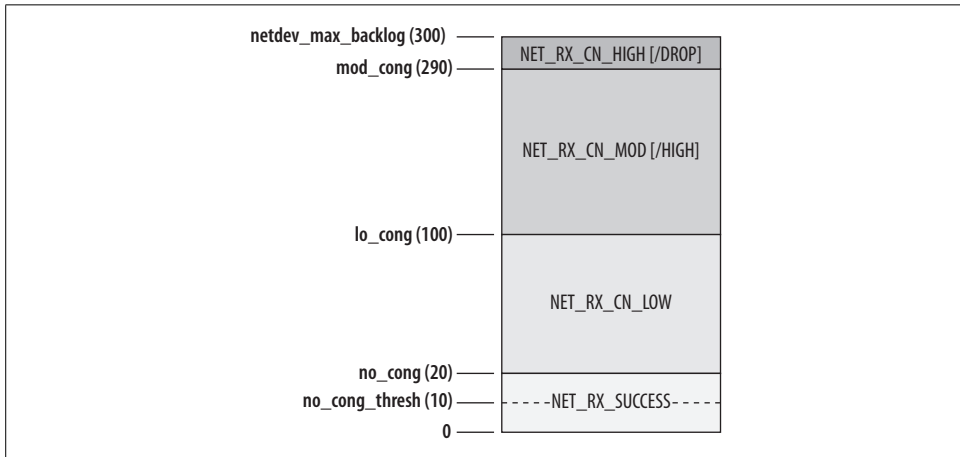 netdev_max_backlog (300)
NET_RX_CN_HIGH [/DROP]
mod_cong (290)
NET_RX_CN_MOD [/HIGH]
lo_cong (100)
NET_RX_CN_LOW
no_cong (20)
no_cong_thresh (10)
NET_RX_SUCCESS
0